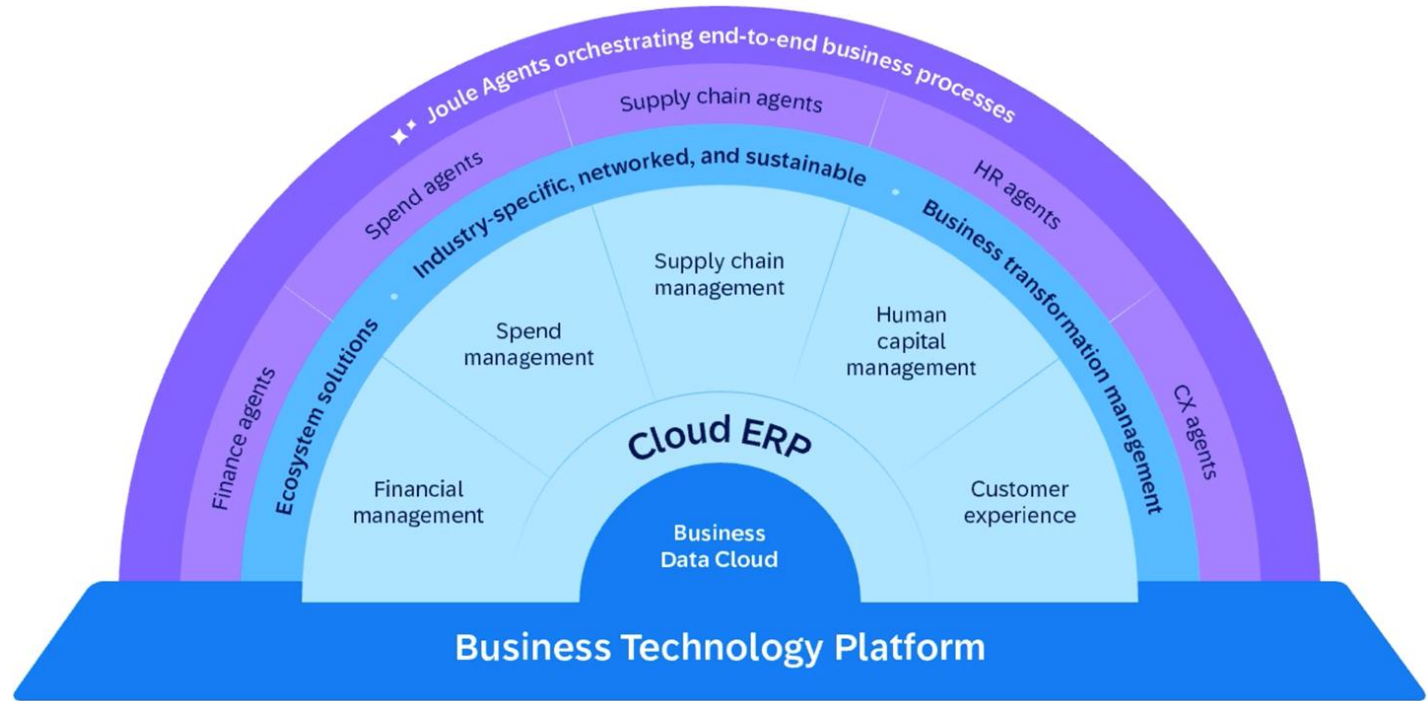 Joule Agents orchestrating end-to-end business processes
Finance agents
Spend agents
Supply chain agents
HR agents
CX agents
Ecosystem solutions • Industry-specific, networked, and sustainable • Business transformation management
Financial
management
Spend
management
Supply chain
management
Human
capital
management
Customer
experience
Cloud ERP
Business
Data Cloud
Business Technology Platform